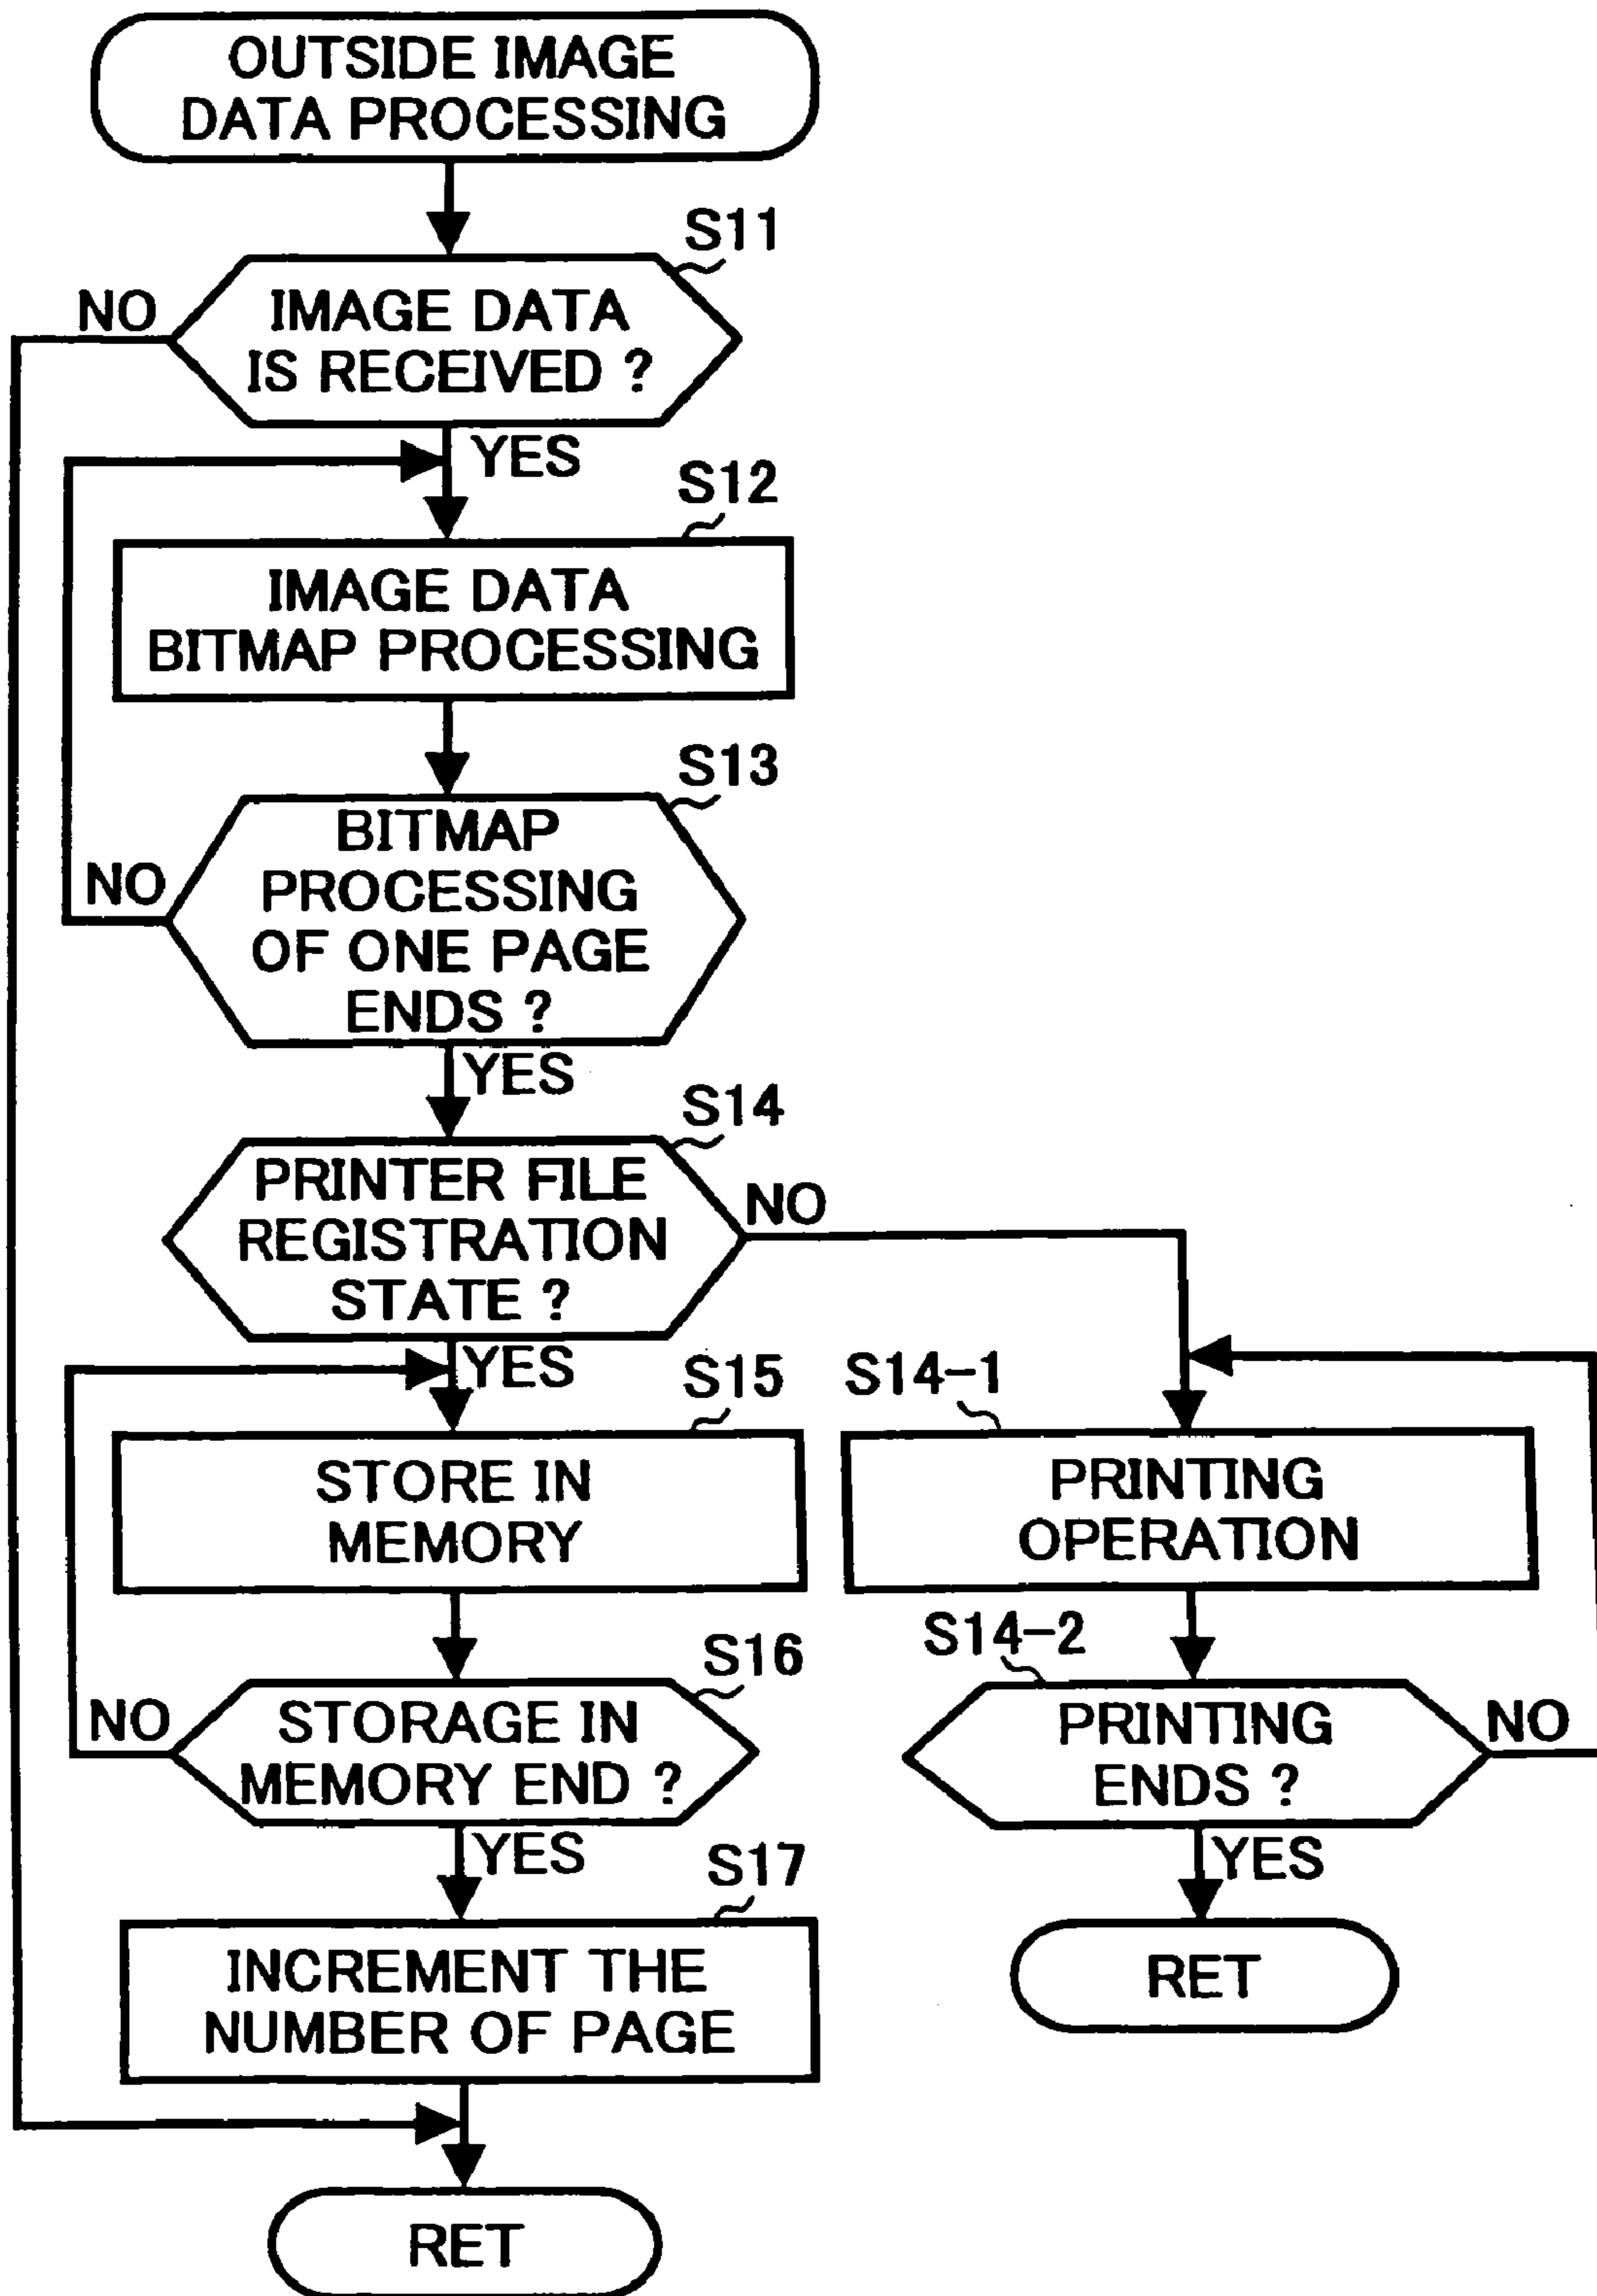 OUTSIDE IMAGE
DATA PROCESSING
S11
NO
IMAGE DATA
IS RECEIVED ?
YES
S12
IMAGE DATA
BITMAP PROCESSING
S13
BITMAP
PROCESSING
OF ONE PAGE
ENDS ?
NO
YES
S14
PRINTER FILE
REGISTRATION
STATE ?
NO
YES
S15
STORE IN
MEMORY
S14-1
PRINTING
OPERATION
S16
STORAGE IN
MEMORY END ?
NO
YES
S14-2
PRINTING
ENDS ?
NO
YES
S17
INCREMENT THE
NUMBER OF PAGE
RET
RET